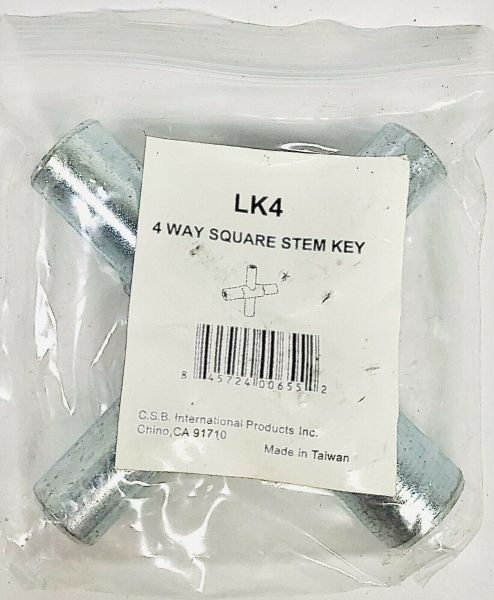 LK4
4 WAY SQUARE STEM KEY
8 45724 00655 2
C.S.B. International Products Inc.
Chino,CA 91710
Made in Taiwan